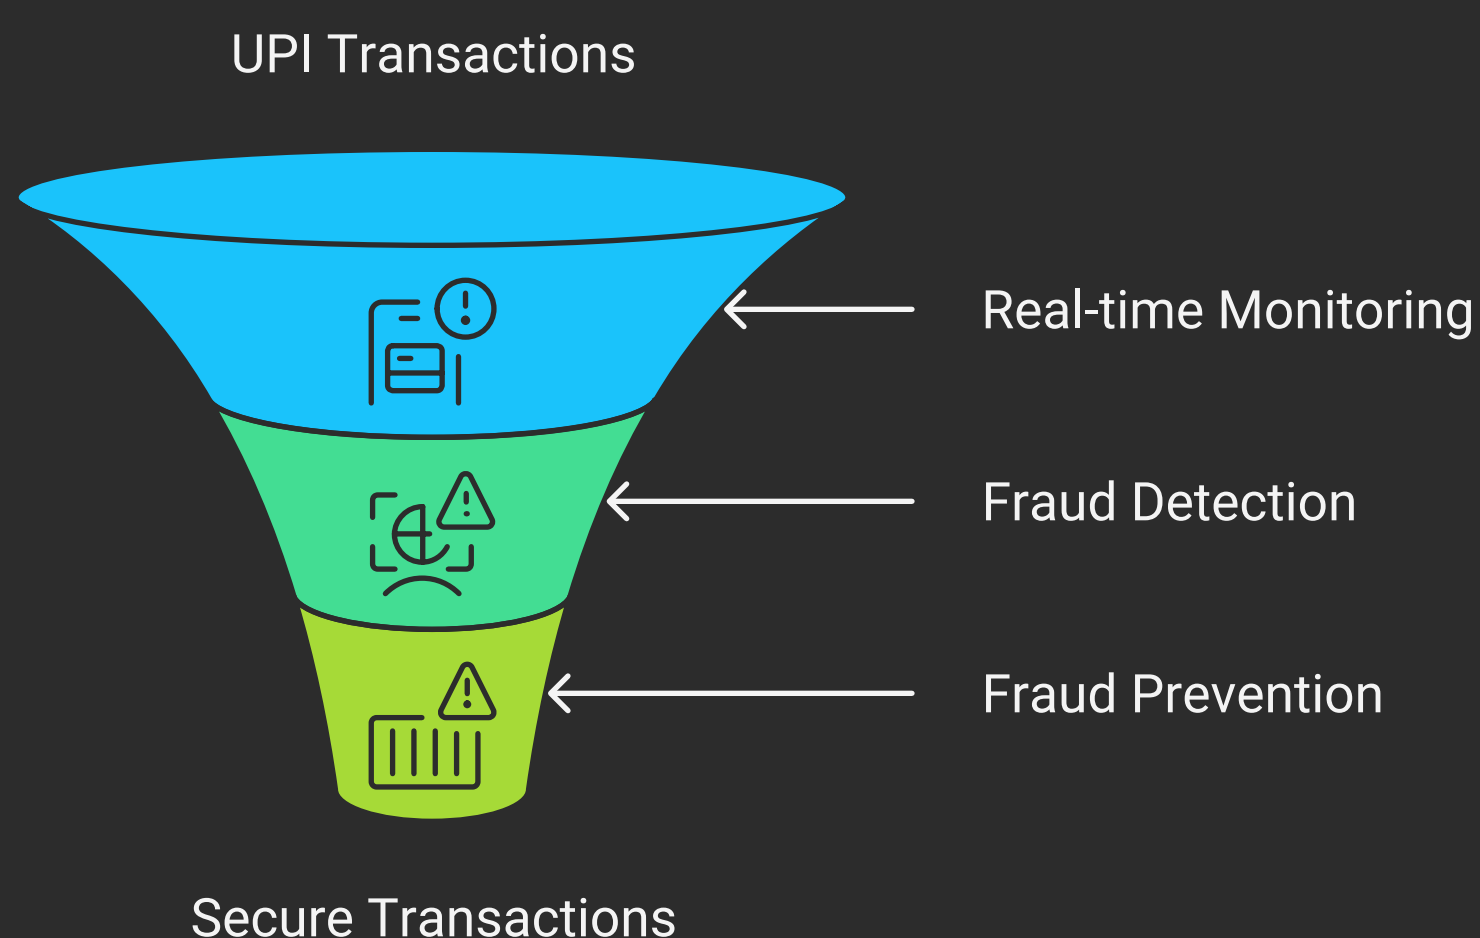 UPI Transactions
Real-time Monitoring
Fraud Detection
Fraud Prevention
Secure Transactions